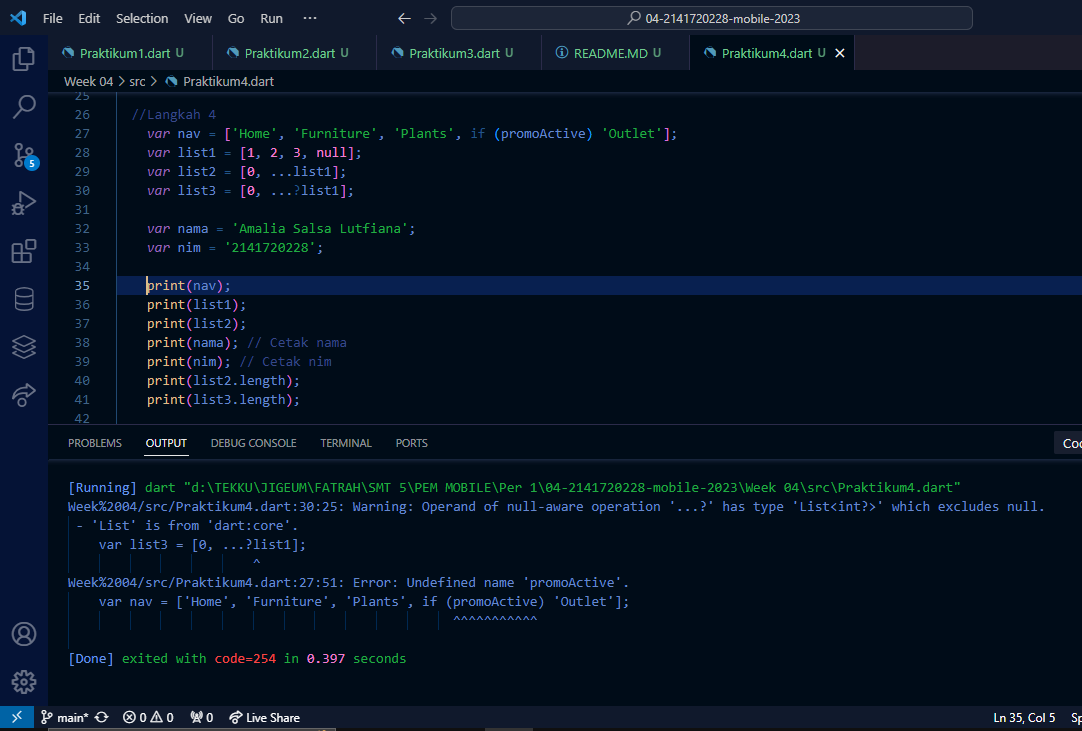 File Edit Selection View Go Run ··· ← → 04-2141720228-mobile-2023
Praktikum1.dart U Praktikum2.dart U Praktikum3.dart U README.MD U Praktikum4.dart U ✕
Week 04 > src > Praktikum4.dart
25
26 //Langkah 4
27 var nav = ['Home', 'Furniture', 'Plants', if (promoActive) 'Outlet'];
28 var list1 = [1, 2, 3, null];
29 var list2 = [0, ...list1];
30 var list3 = [0, ...?list1];
31
32 var nama = 'Amalia Salsa Lutfiana';
33 var nim = '2141720228';
34
35 print(nav);
36 print(list1);
37 print(list2);
38 print(nama); // Cetak nama
39 print(nim); // Cetak nim
40 print(list2.length);
41 print(list3.length);
42
5
PROBLEMS OUTPUT DEBUG CONSOLE TERMINAL PORTS
[Running] dart "d:\TEKKU\JIGEUM\FATRAH\SMT 5\PEM MOBILE\Per 1\04-2141720228-mobile-2023\Week 04\src\Praktikum4.dart"
Week%2004/src/Praktikum4.dart:30:25: Warning: Operand of null-aware operation '...?' has type 'List<int?>' which excludes null.
- 'List' is from 'dart:core'.
var list3 = [0, ...?list1];
^
Week%2004/src/Praktikum4.dart:27:51: Error: Undefined name 'promoActive'.
var nav = ['Home', 'Furniture', 'Plants', if (promoActive) 'Outlet'];
^^^^^^^^^^^
[Done] exited with code=254 in 0.397 seconds
main* 0 0 0 Live Share Ln 35, Col 5